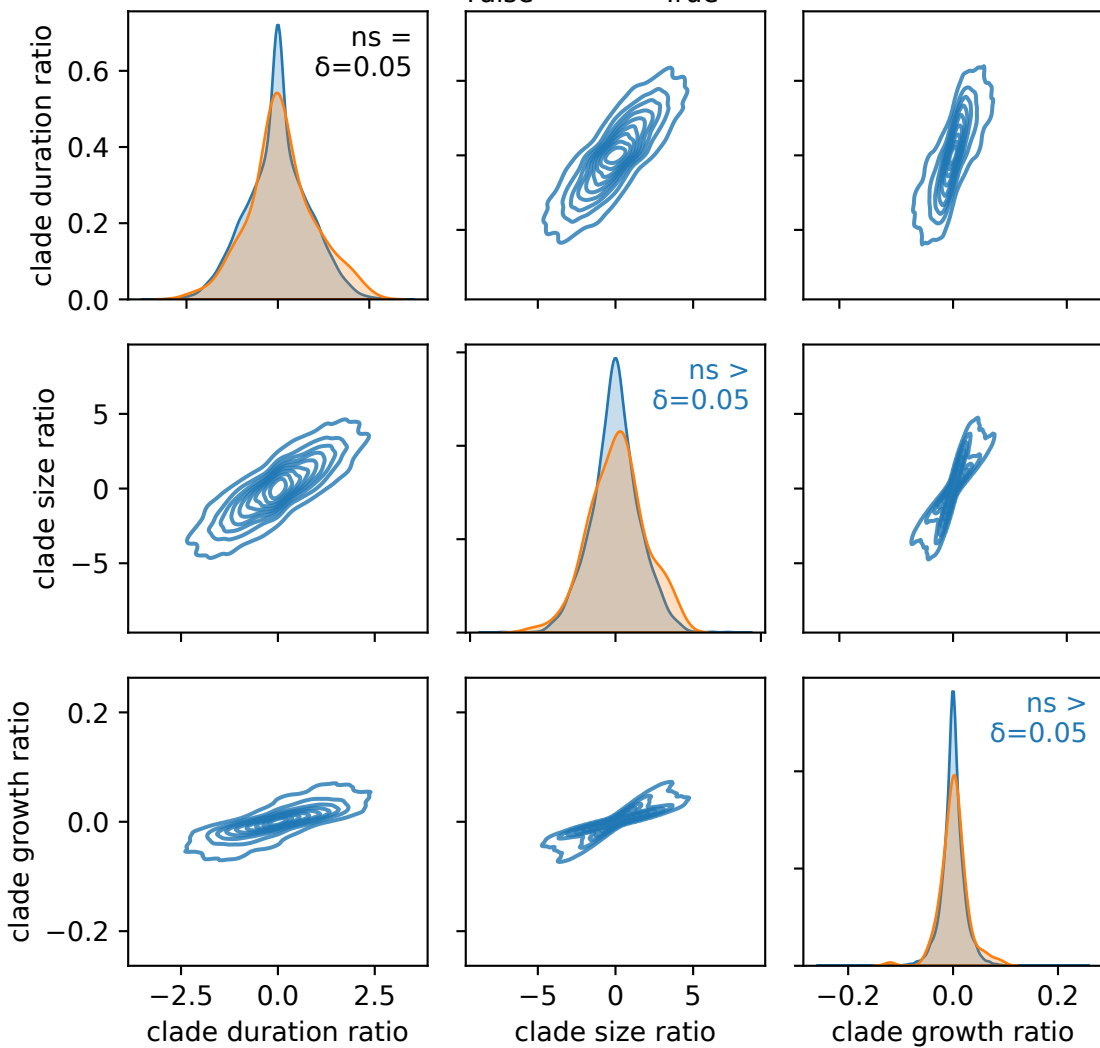 clade duration ratio
0.6
0.4
0.2
0.0
ns =
δ=0.05
clade size ratio
5
0
−5
ns >
δ=0.05
clade growth ratio
0.2
0.0
−0.2
ns >
δ=0.05
−2.5 0.0 2.5
−5 0 5
−0.2 0.0 0.2
clade duration ratio
clade size ratio
clade growth ratio